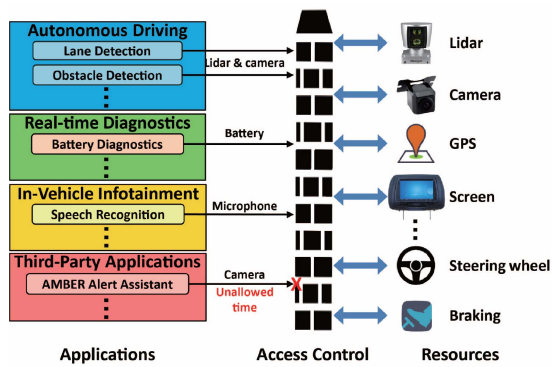 Autonomous Driving
Lane Detection
Obstacle Detection
Lidar & camera
Real-time Diagnostics
Battery Diagnostics
Battery
In-Vehicle Infotainment
Speech Recognition
Microphone
Third-Party Applications
AMBER Alert Assistant
Camera
Unallowed
time
Lidar
Camera
GPS
Screen
Steering wheel
Braking
Applications
Access Control
Resources